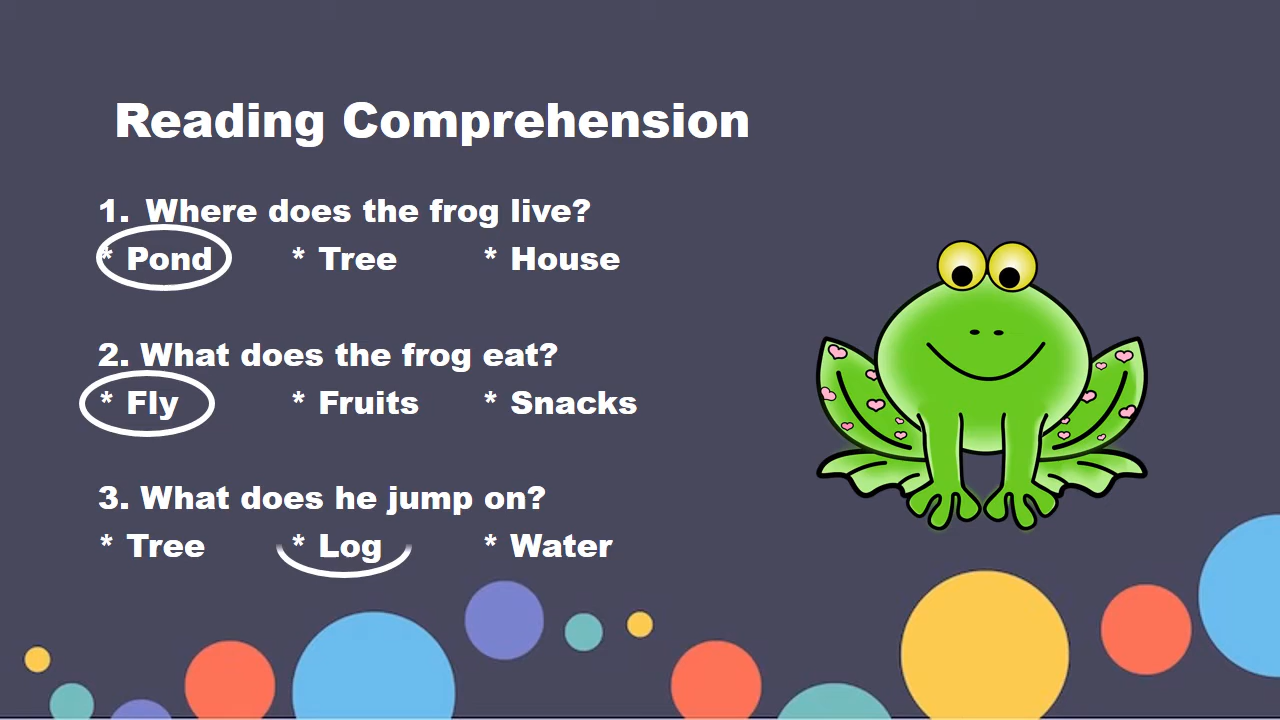 Reading Comprehension
1. Where does the frog live?
* Pond * Tree * House
2. What does the frog eat?
* Fly * Fruits * Snacks
3. What does he jump on?
* Tree * Log * Water